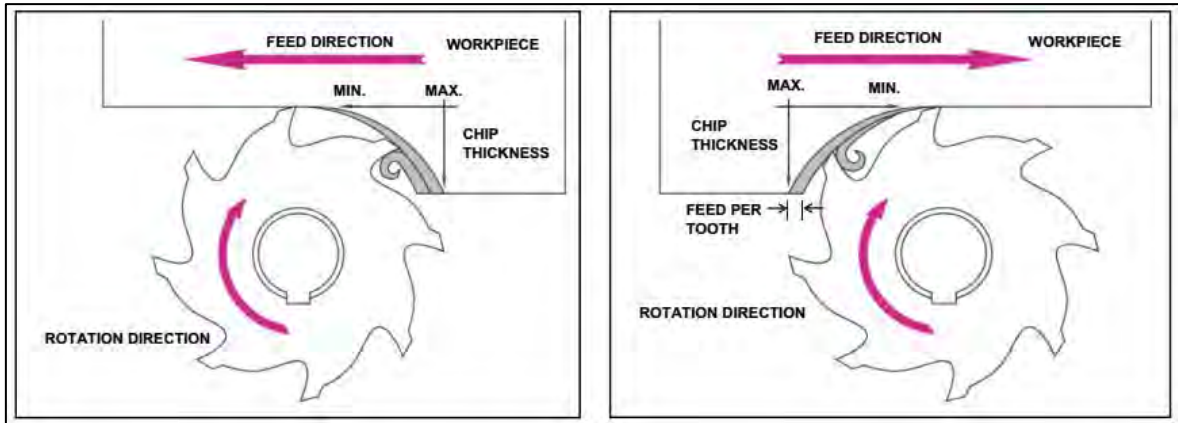 FEED DIRECTION
WORKPIECE
MIN.
MAX.
CHIP
THICKNESS
ROTATION DIRECTION
FEED DIRECTION
WORKPIECE
MAX.
MIN.
CHIP
THICKNESS
FEED PER
TOOTH
ROTATION DIRECTION